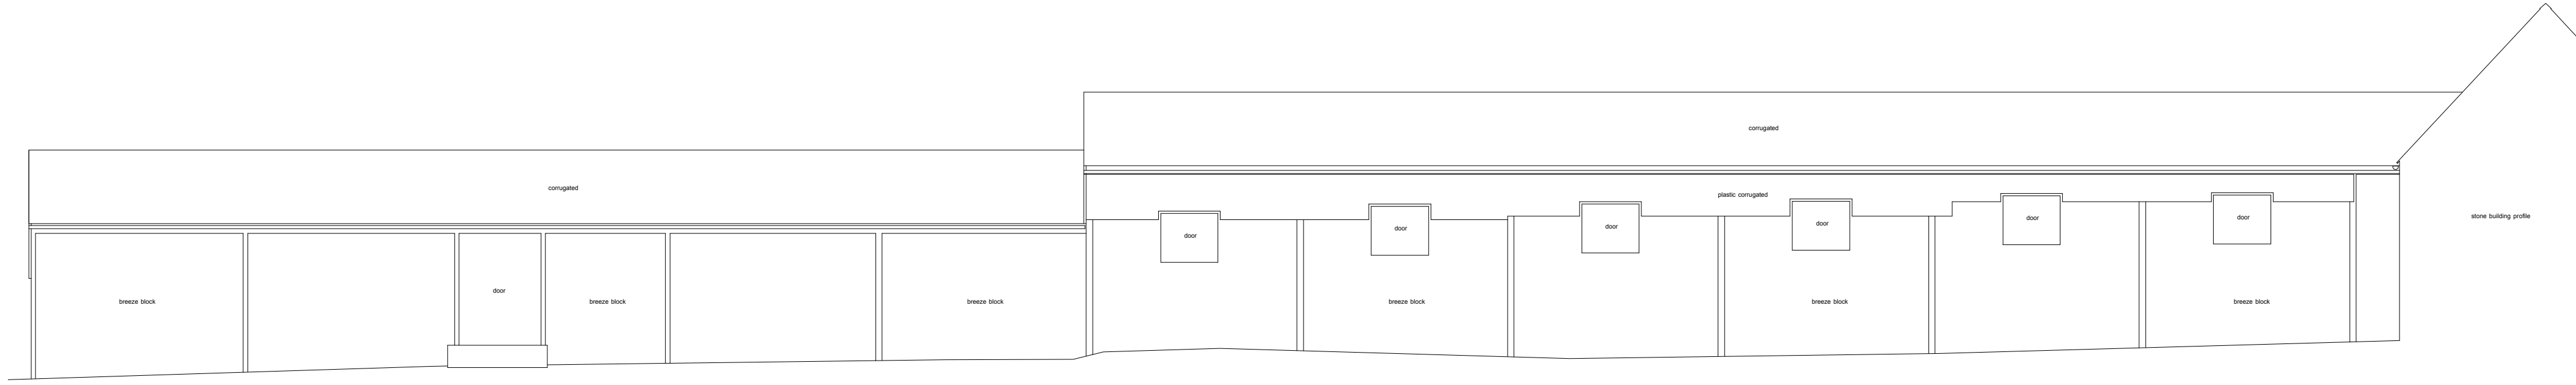 corrugated
corrugated
plastic corrugated
stone building profile
door
door
door
door
door
door
door
breeze block
breeze block
breeze block
breeze block
breeze block
breeze block